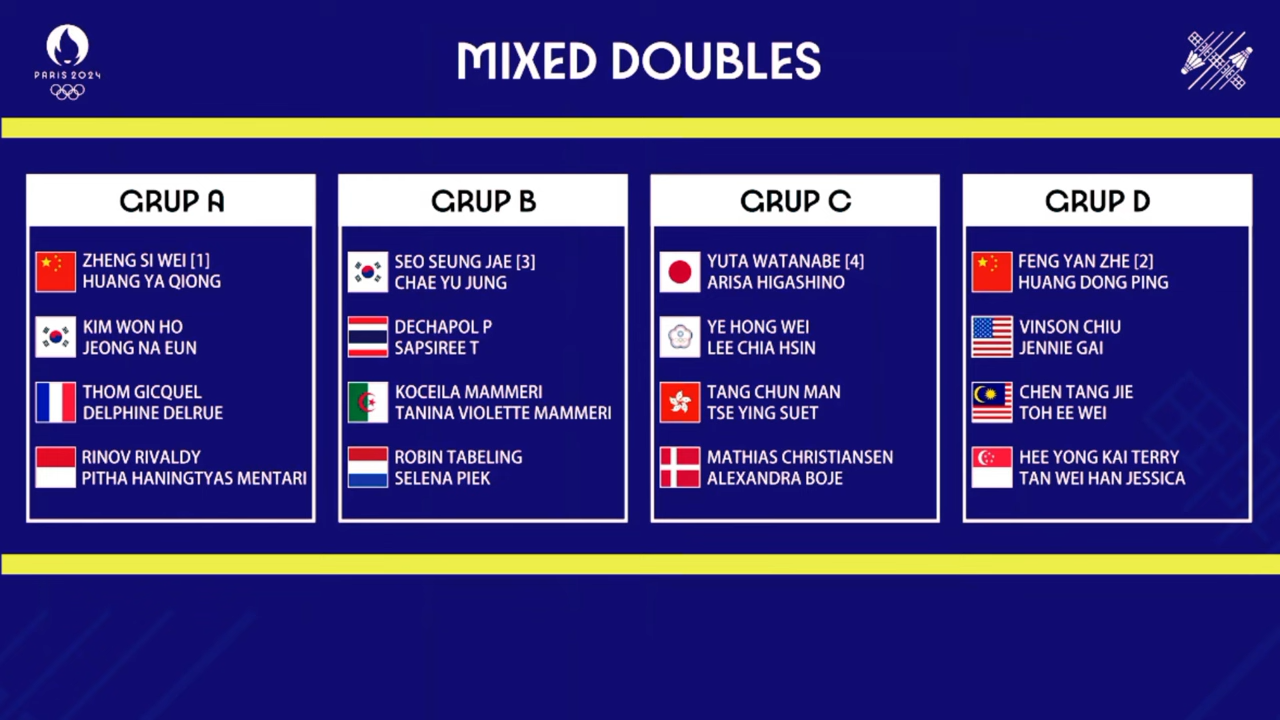 PARIS 2024
MIXED DOUBLES
GRUP A
ZHENG SI WEI [1]
HUANG YA QIONG
KIM WON HO
JEONG NA EUN
THOM GICQUEL
DELPHINE DELRUE
RINOV RIVALDY
PITHA HANINGTYAS MENTARI
GRUP B
SEO SEUNG JAE [3]
CHAE YU JUNG
DECHAPOL P
SAPSIREE T
KOCEILA MAMMERI
TANINA VIOLETTE MAMMERI
ROBIN TABELING
SELENA PIEK
GRUP C
YUTA WATANABE [4]
ARISA HIGASHINO
YE HONG WEI
LEE CHIA HSIN
TANG CHUN MAN
TSE YING SUET
MATHIAS CHRISTIANSEN
ALEXANDRA BOJE
GRUP D
FENG YAN ZHE [2]
HUANG DONG PING
VINSON CHIU
JENNIE GAI
CHEN TANG JIE
TOH EE WEI
HEE YONG KAI TERRY
TAN WEI HAN JESSICA